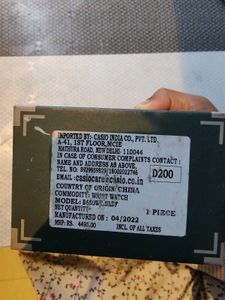 IMPORTED BY:- CASIO INDIA CO., PVT. LTD.
A-41, 1ST FLOOR, MCIE
MATHURA ROAD, NEW DELHI- 110044
IN CASE OF CONSUMER COMPLAINTS CONTACT :
NAME AND ADDRESS AS ABOVE,
TEL. NO:
D200
EMAIL:casiocare@casio.co.in
COUNTRY OF ORIGIN: CHINA
COMMODITY: WRIST WATCH
NET QUANTITY: 1 PIECE
MANUFACTURED ON : 04/2022
MRP: RS. 4495.00 INCL. OF ALL TAXES